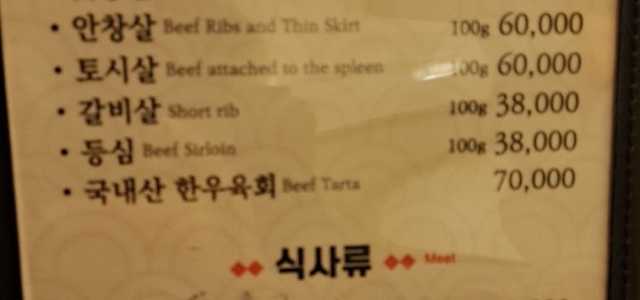 • 안창살 Beef Ribs and Thin Skirt 100g 60,000
• 토시살 Beef attached to the spleen 100g 60,000
• 갈비살 Short rib 100g 38,000
• 등심 Beef Sirloin 100g 38,000
• 국내산 한우육회 Beef Tarta 70,000
식사류 Meel